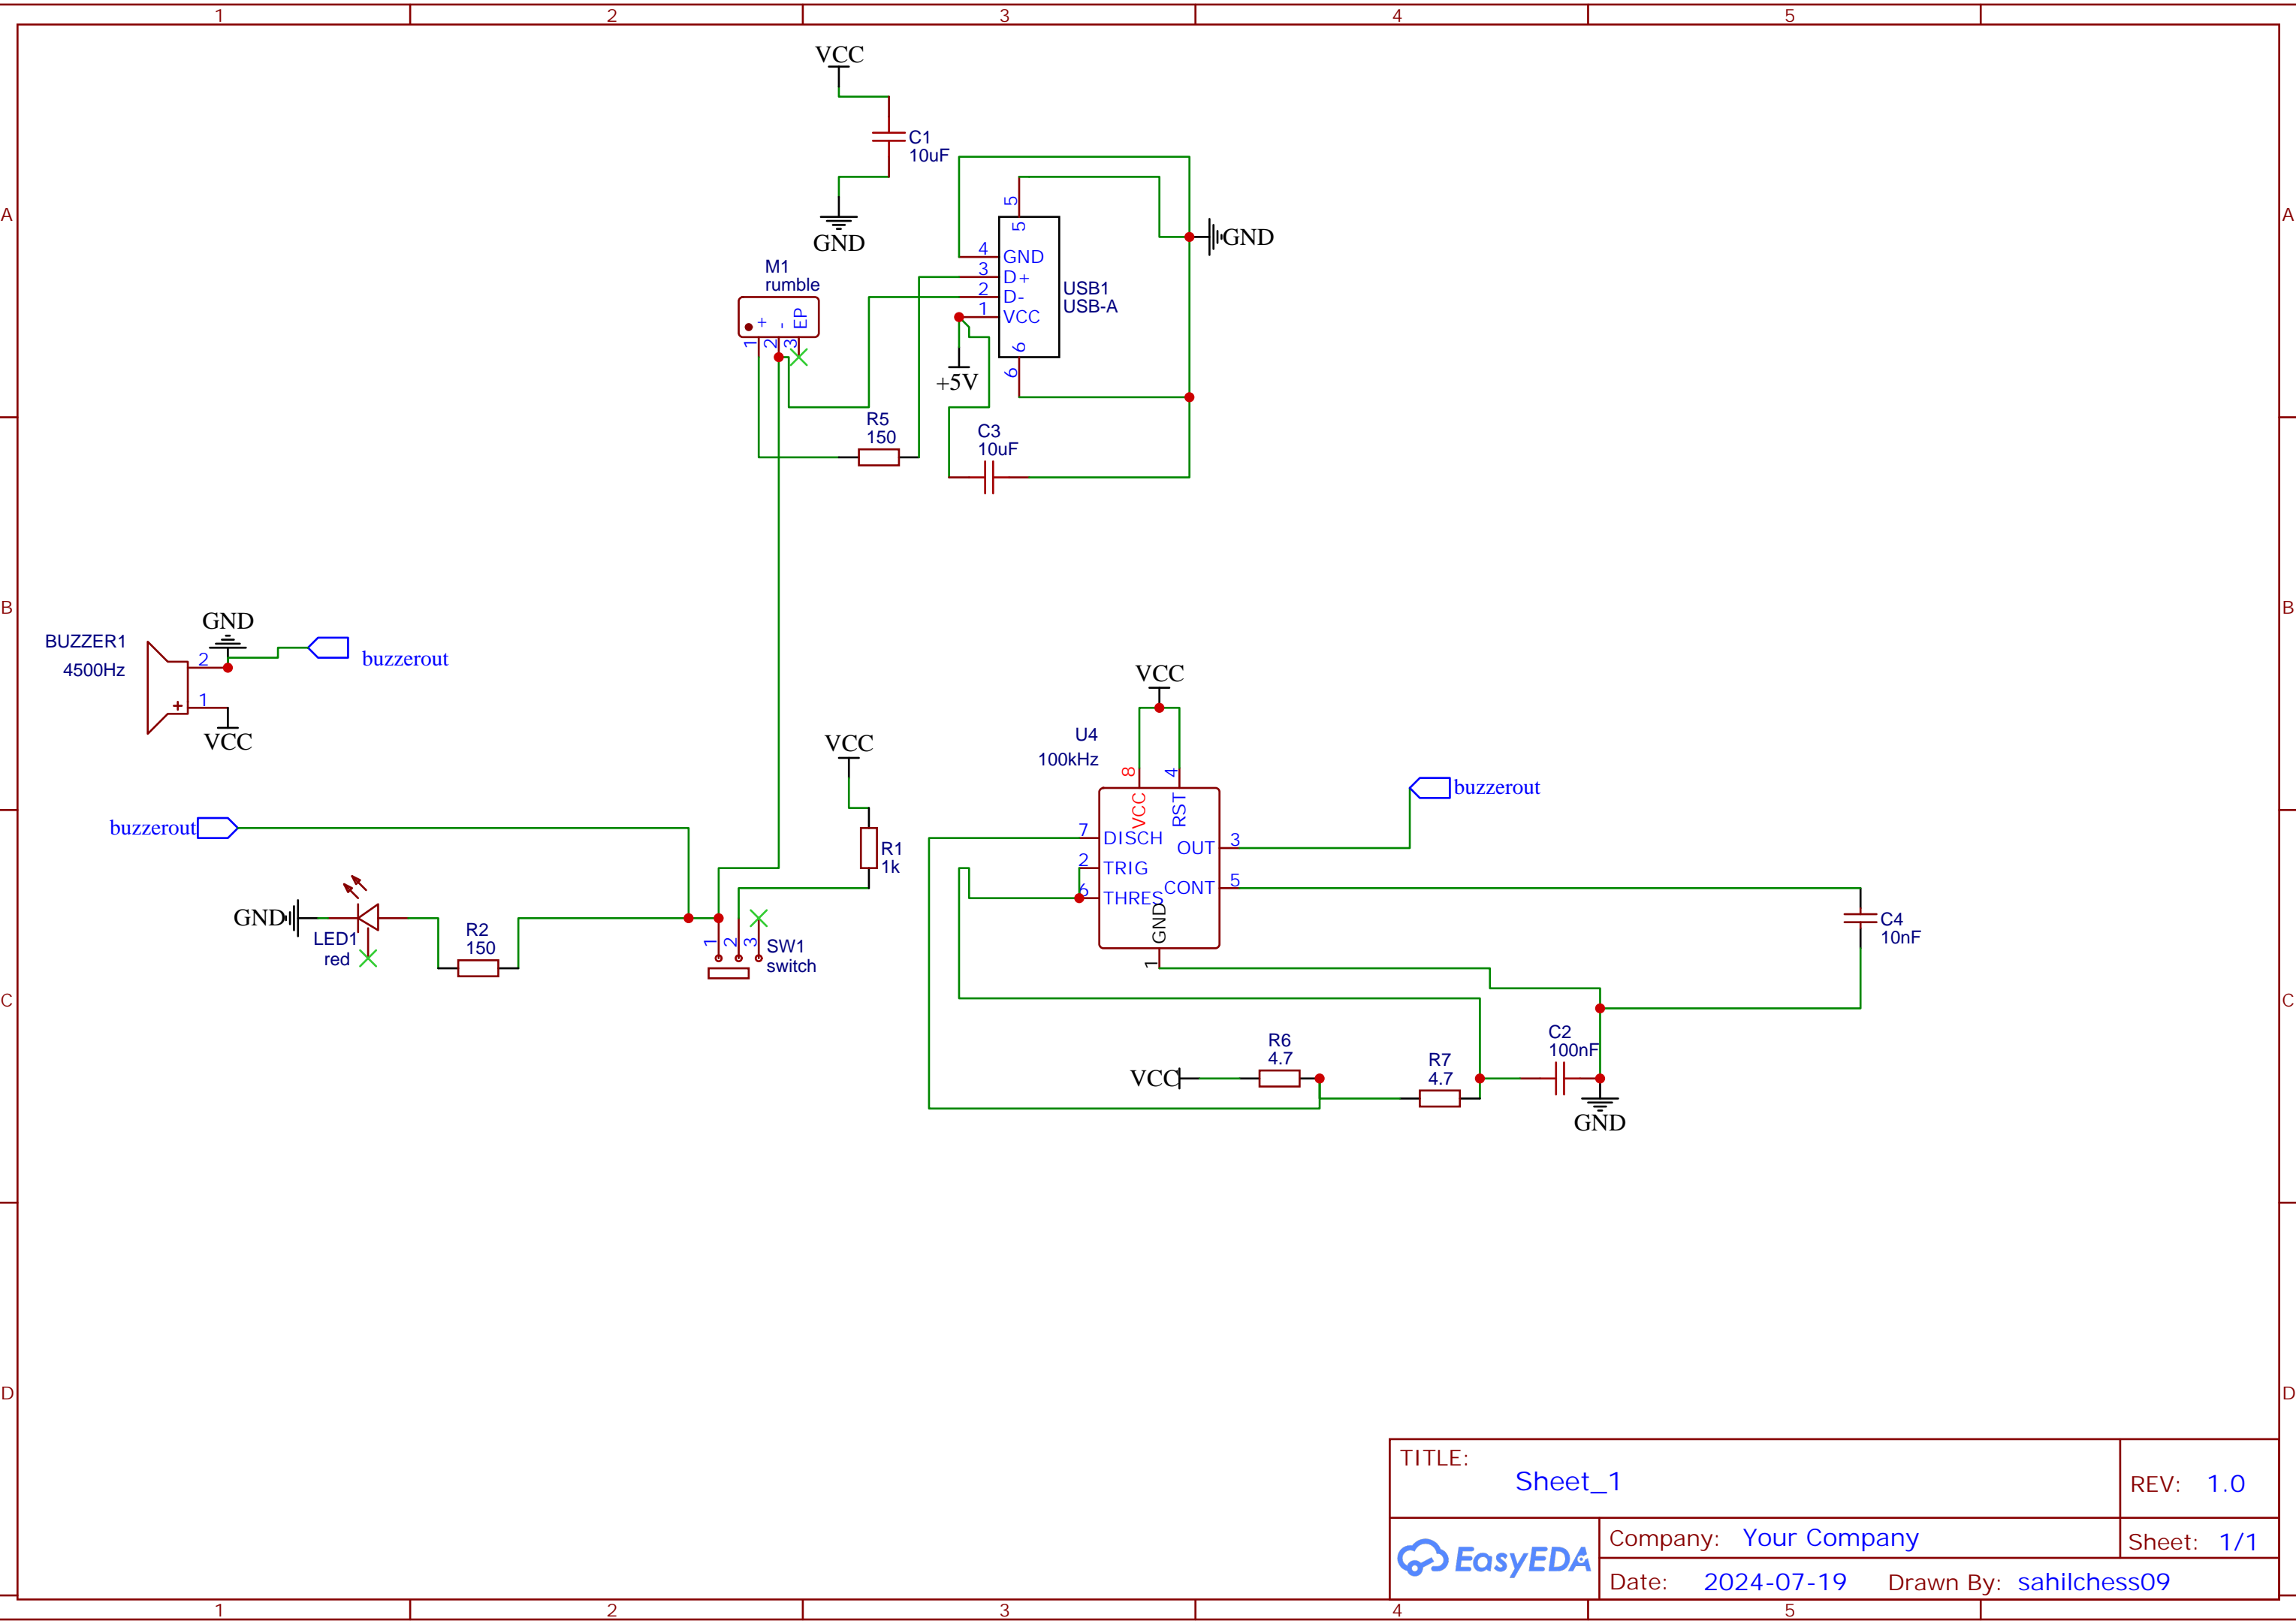 1 2 3 4 5
VCC
C1
10uF
GND
A A
5
5
4 GND
3 D+
2 D-
1 VCC
6
6
GND
USB1
USB-A
M1
rumble
+ - EP
1 2 3
+5V
R5
150
C3
10uF
B B
BUZZER1
4500Hz
GND
2
1
+
VCC
buzzerout
VCC
R1
1k
buzzerout
GND
LED1
red
R2
150
1 2 3
SW1
switch
VCC
U4
100kHz
8 4
VCC RST
7 DISCH
2 TRIG
6 THRES
OUT 3
CONT 5
GND
1
buzzerout
C4
10nF
C C
R6
4.7
VCC
R7
4.7
C2
100nF
GND
D D
TITLE:
Sheet_1
REV: 1.0
EasyEDA
Company: Your Company
Sheet: 1/1
Date: 2024-07-19 Drawn By: sahilchess09
1 2 3 4 5